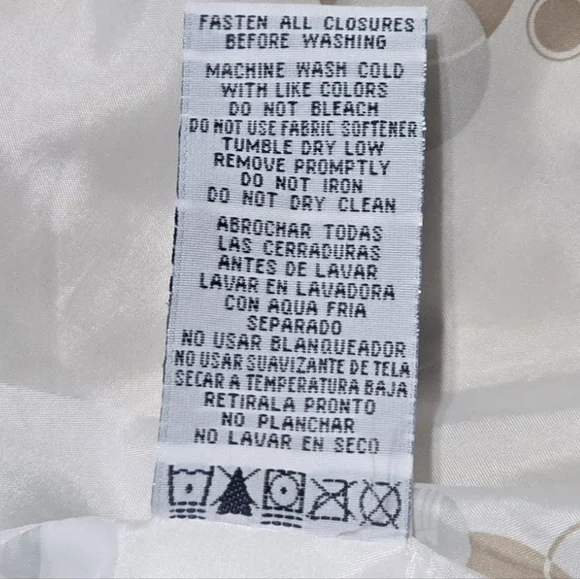 FASTEN ALL CLOSURES
BEFORE WASHING
MACHINE WASH COLD
WITH LIKE COLORS
DO NOT BLEACH
DO NOT USE FABRIC SOFTENER
TUMBLE DRY LOW
REMOVE PROMPTLY
DO NOT IRON
DO NOT DRY CLEAN
ABROCHAR TODAS
LAS CERRADURAS
ANTES DE LAVAR
LAVAR EN LAVADORA
CON AQUA FRIA
SEPARADO
NO USAR BLANQUEADOR
NO USAR SUAVIZANTE DE TELA
SECAR A TEMPERATURA BAJA
RETIRALA PRONTO
NO PLANCHAR
NO LAVAR EN SECO